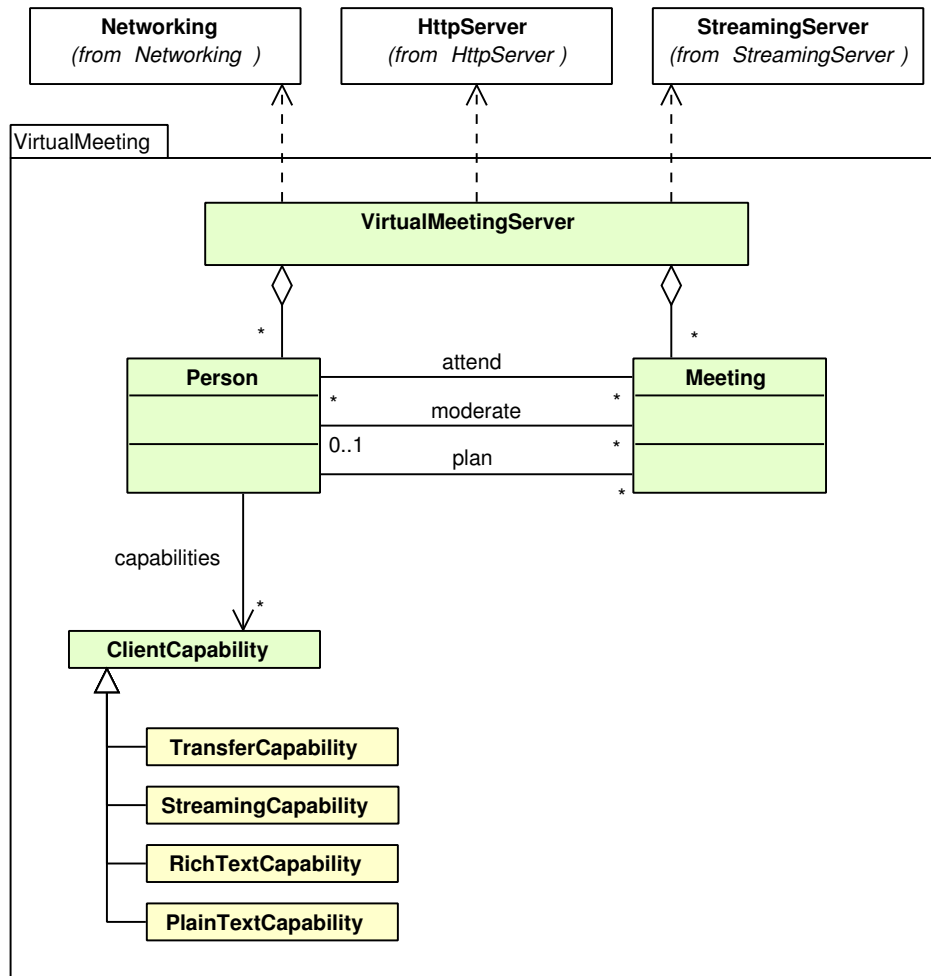 Networking
(from Networking )
HttpServer
(from HttpServer )
StreamingServer
(from StreamingServer )
VirtualMeeting
VirtualMeetingServer
*
*
Person
attend
Meeting
*
*
moderate
0..1
*
plan
*
capabilities
*
ClientCapability
TransferCapability
StreamingCapability
RichTextCapability
PlainTextCapability